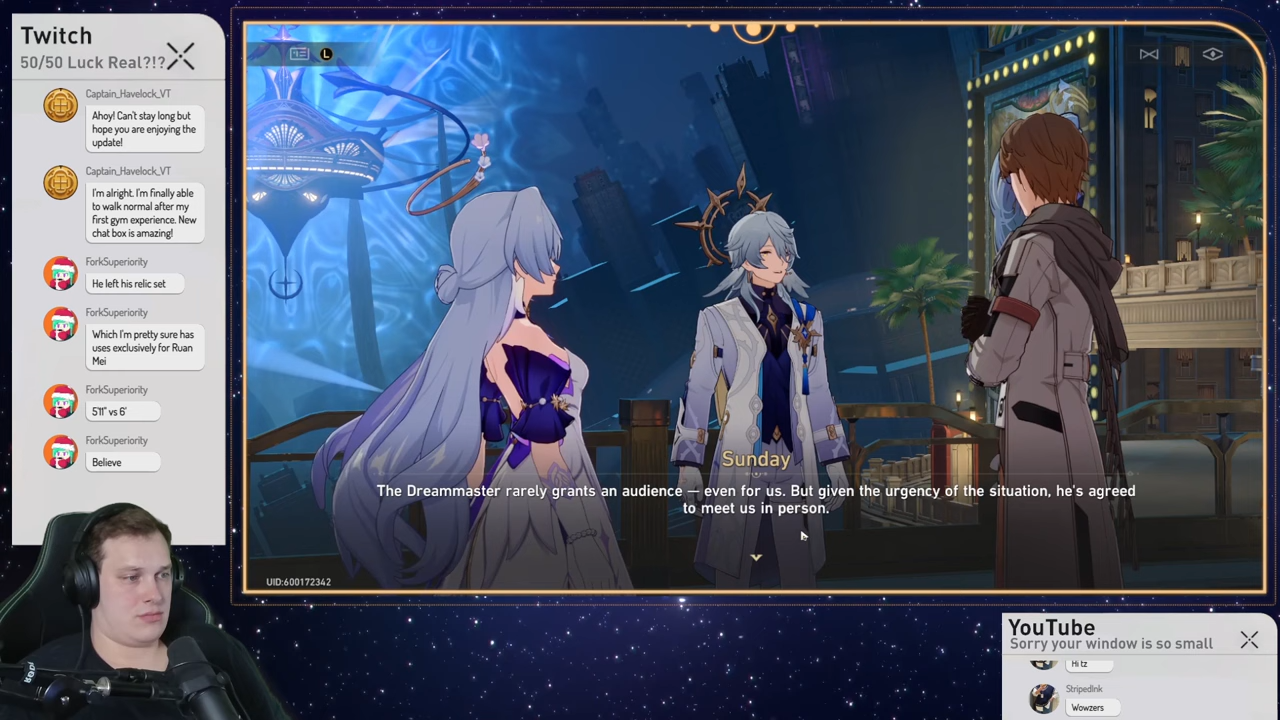 Twitch
50/50 Luck Real?!?
Captain_Havelock_VT
Ahoy! Can't stay long but
hope you are enjoying the
update!
Captain_Havelock_VT
I'm alright. I'm finally able
to walk normal after my
first gym experience. New
chat box is amazing!
ForkSuperiority
He left his relic set
ForkSuperiority
Which I'm pretty sure has
uses exclusively for Ruan
Mei
ForkSuperiority
5'11" vs 6'
ForkSuperiority
Believe
L
Sunday
The Dreammaster rarely grants an audience — even for us. But given the urgency of the situation, he's agreed
to meet us in person.
UID:600172342
YouTube
Sorry your window is so small
Hi tz
StripedInk
Wowzers